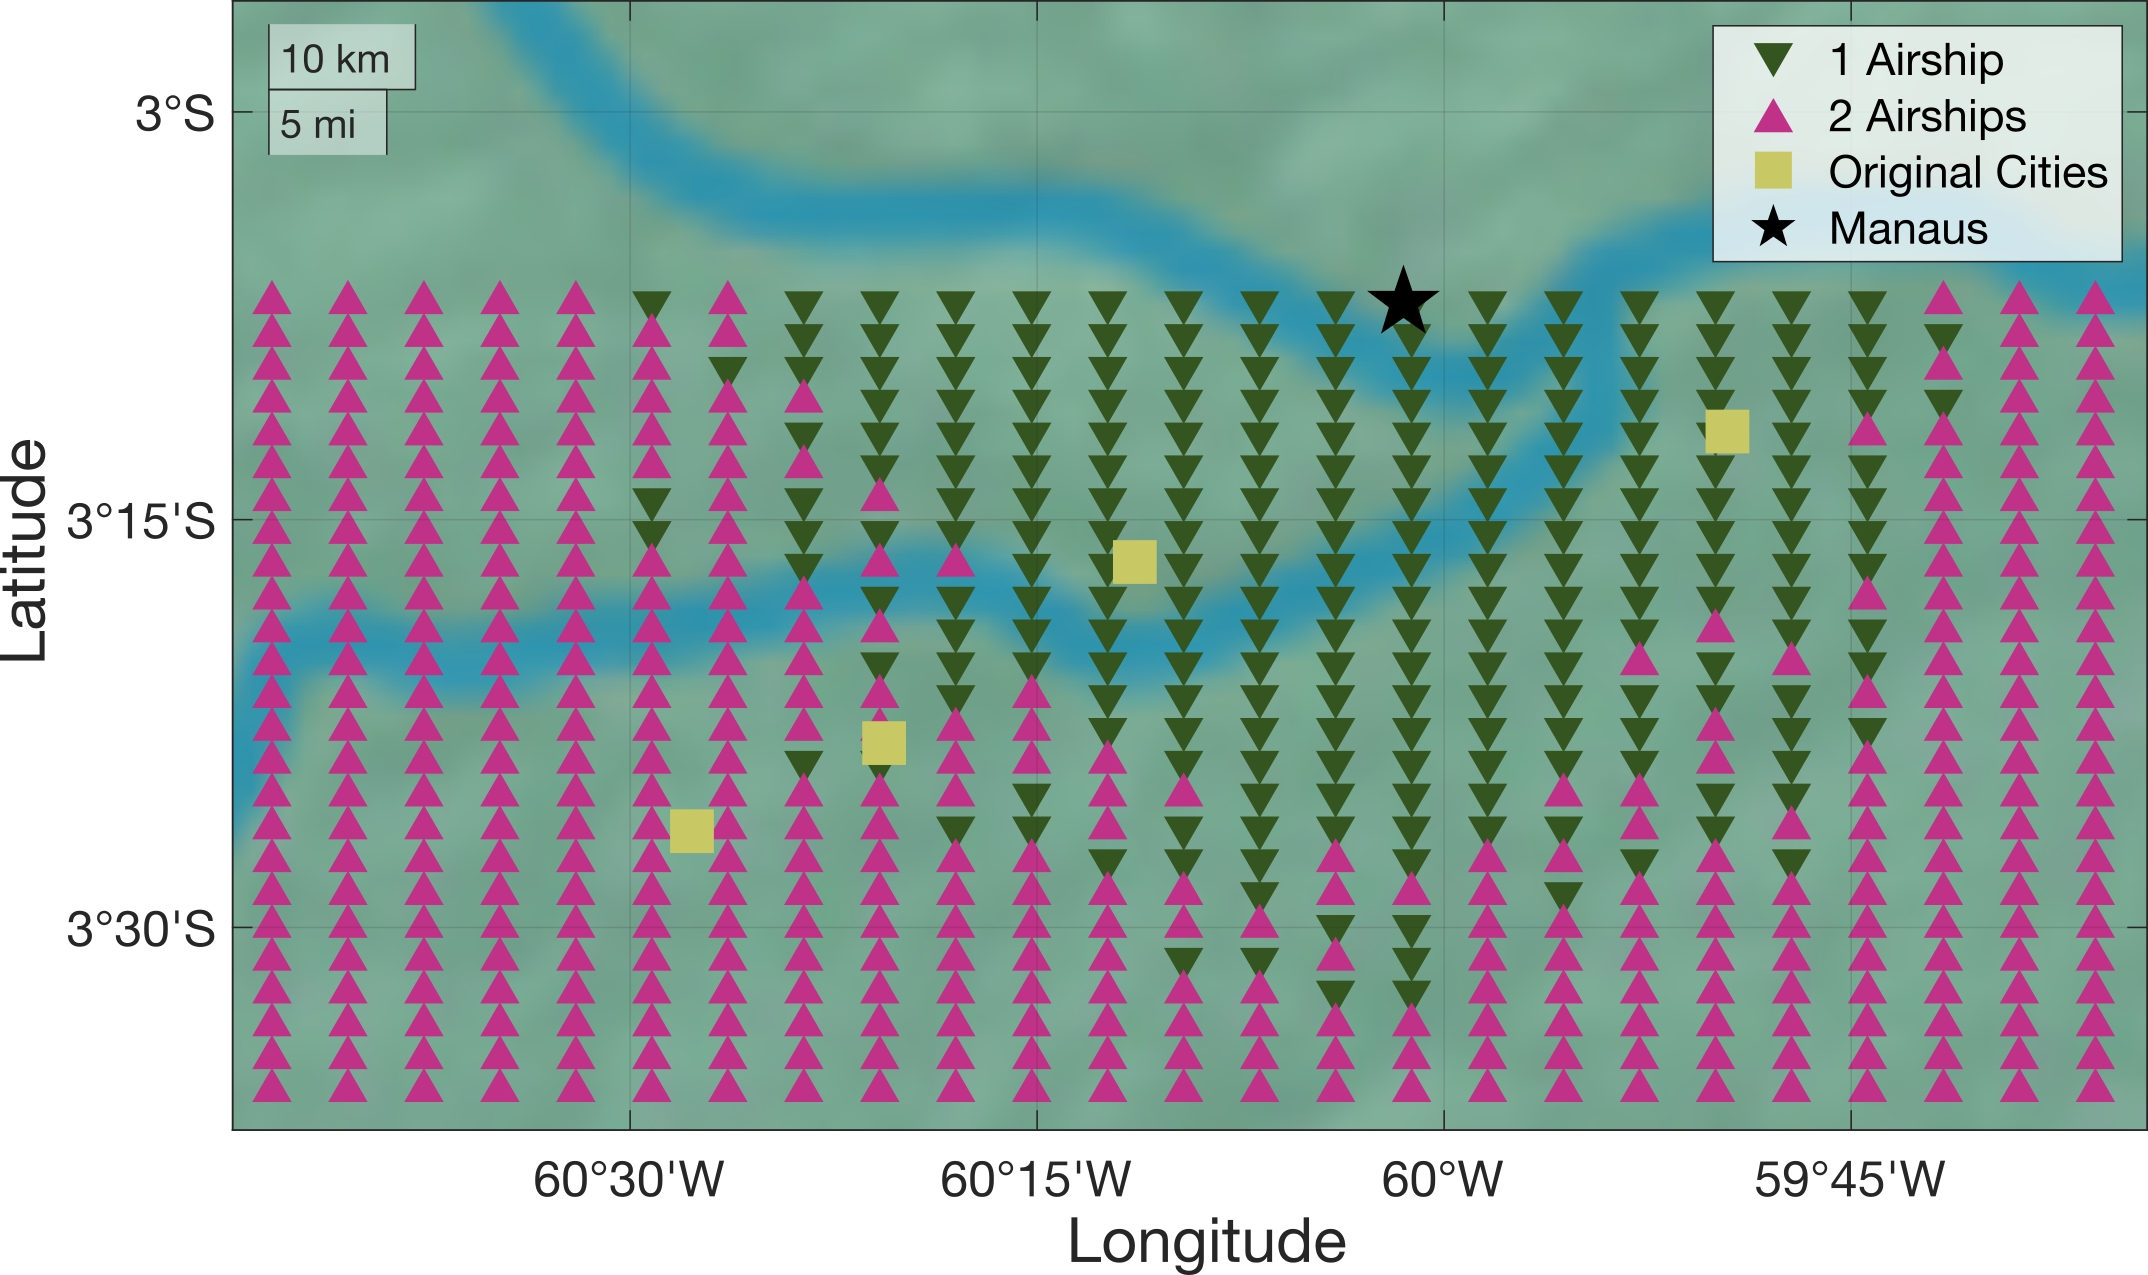 10 km
5 mi
1 Airship
2 Airships
Original Cities
Manaus
3°S
3°15'S
3°30'S
Latitude
60°30'W
60°15'W
60°W
59°45'W
Longitude